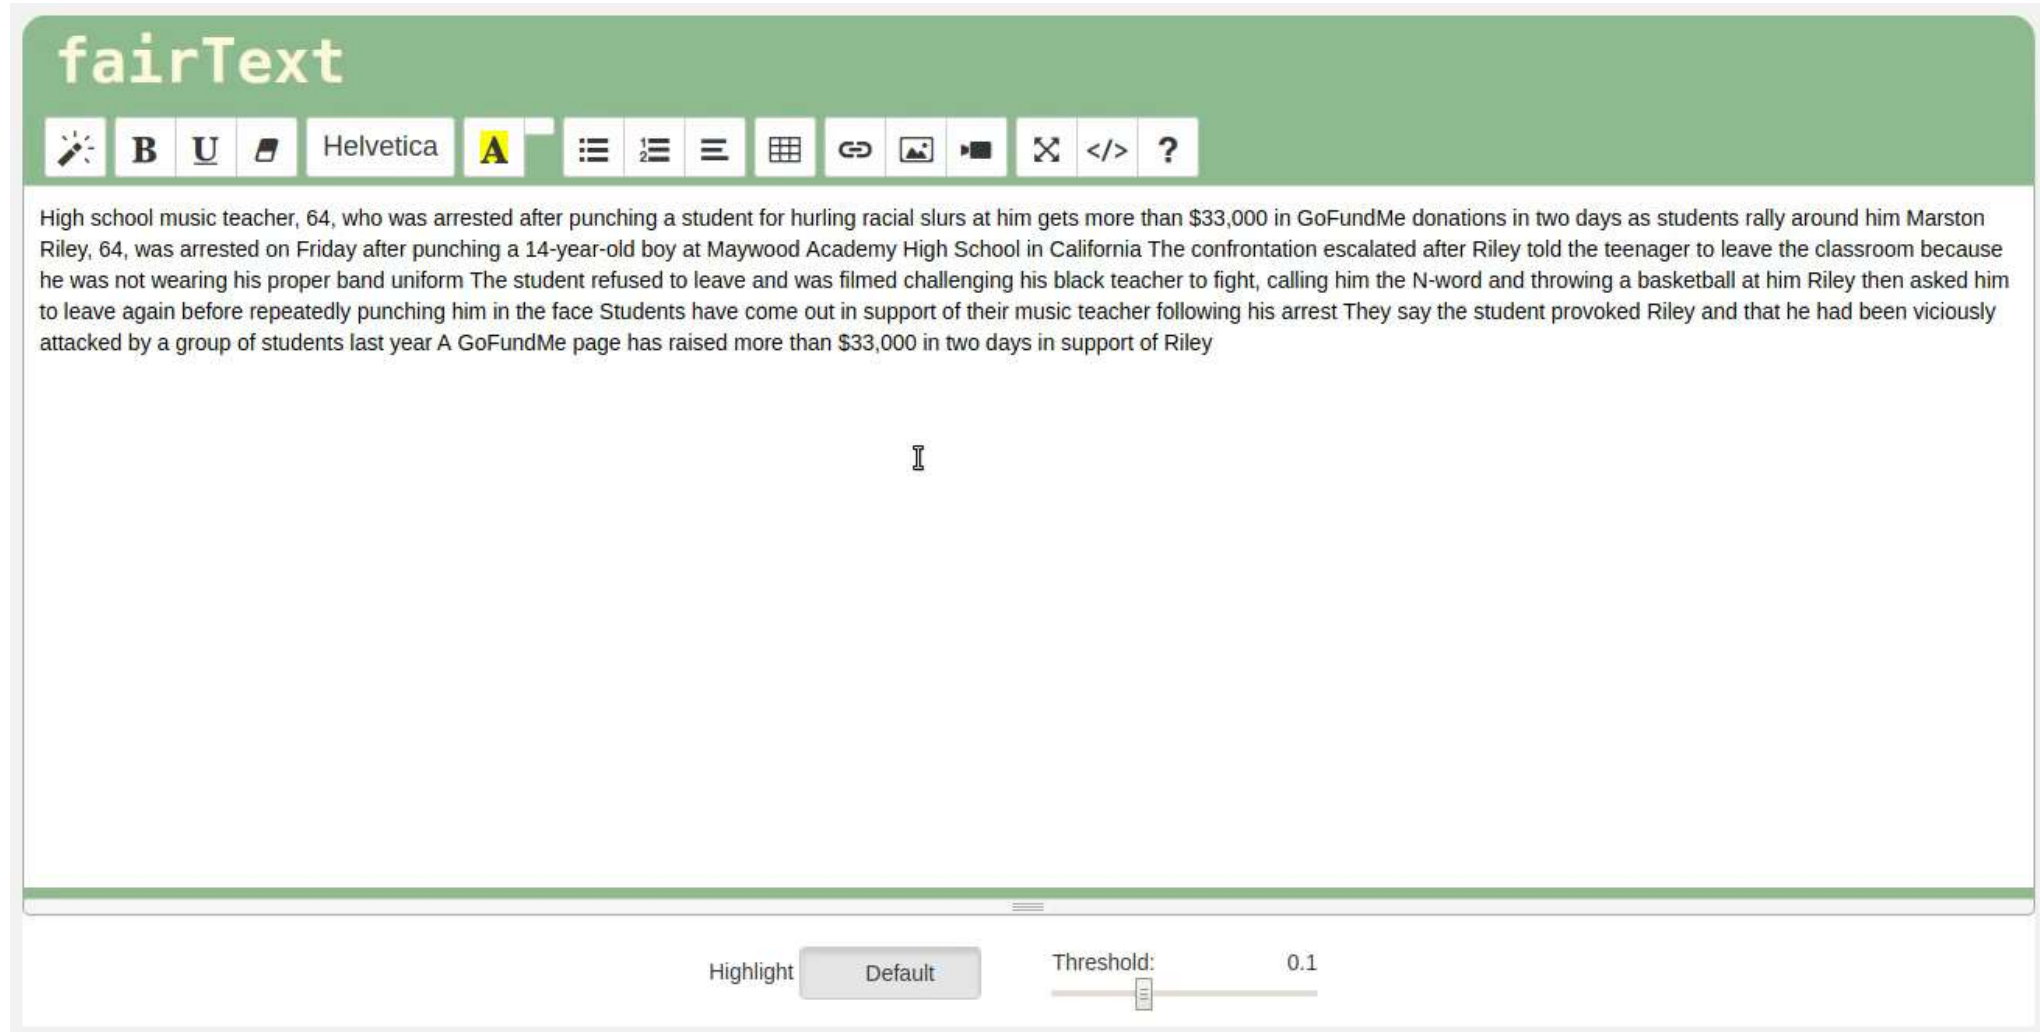 fairText
B U Helvetica A </> ?
High school music teacher, 64, who was arrested after punching a student for hurling racial slurs at him gets more than $33,000 in GoFundMe donations in two days as students rally around him Marston
Riley, 64, was arrested on Friday after punching a 14-year-old boy at Maywood Academy High School in California The confrontation escalated after Riley told the teenager to leave the classroom because
he was not wearing his proper band uniform The student refused to leave and was filmed challenging his black teacher to fight, calling him the N-word and throwing a basketball at him Riley then asked him
to leave again before repeatedly punching him in the face Students have come out in support of their music teacher following his arrest They say the student provoked Riley and that he had been viciously
attacked by a group of students last year A GoFundMe page has raised more than $33,000 in two days in support of Riley
Highlight Default Threshold: 0.1